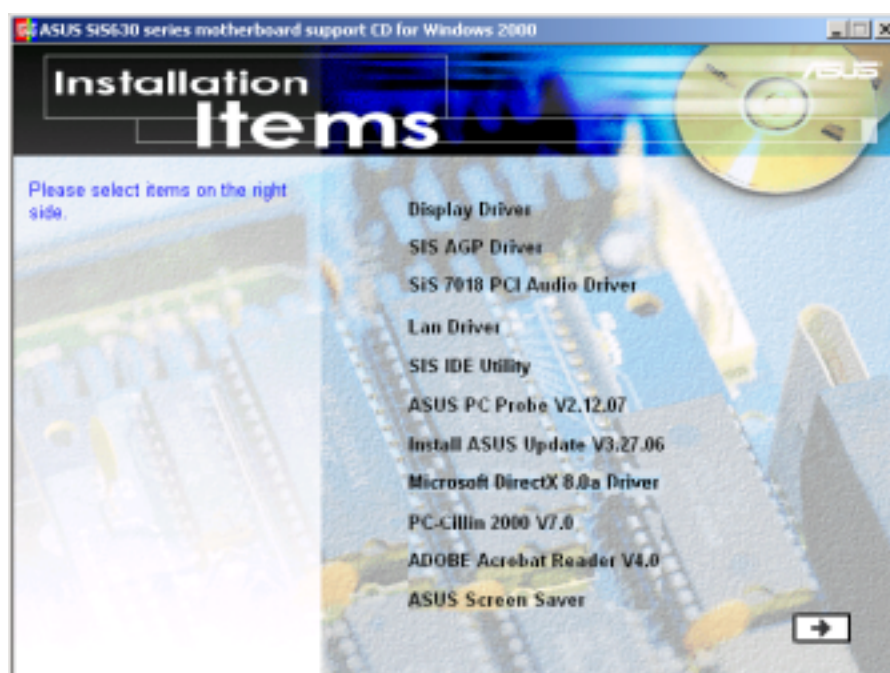 ASUS SiS630 series motherboard support CD for Windows 2000
Installation
Items
ASUS
Please select items on the right
side.
Display Driver
SIS AGP Driver
SiS 7018 PCI Audio Driver
Lan Driver
SIS IDE Utility
ASUS PC Probe V2.12.07
Install ASUS Update V3.27.06
Microsoft DirectX 8.0a Driver
PC-Cillin 2000 V7.0
ADOBE Acrobat Reader V4.0
ASUS Screen Saver